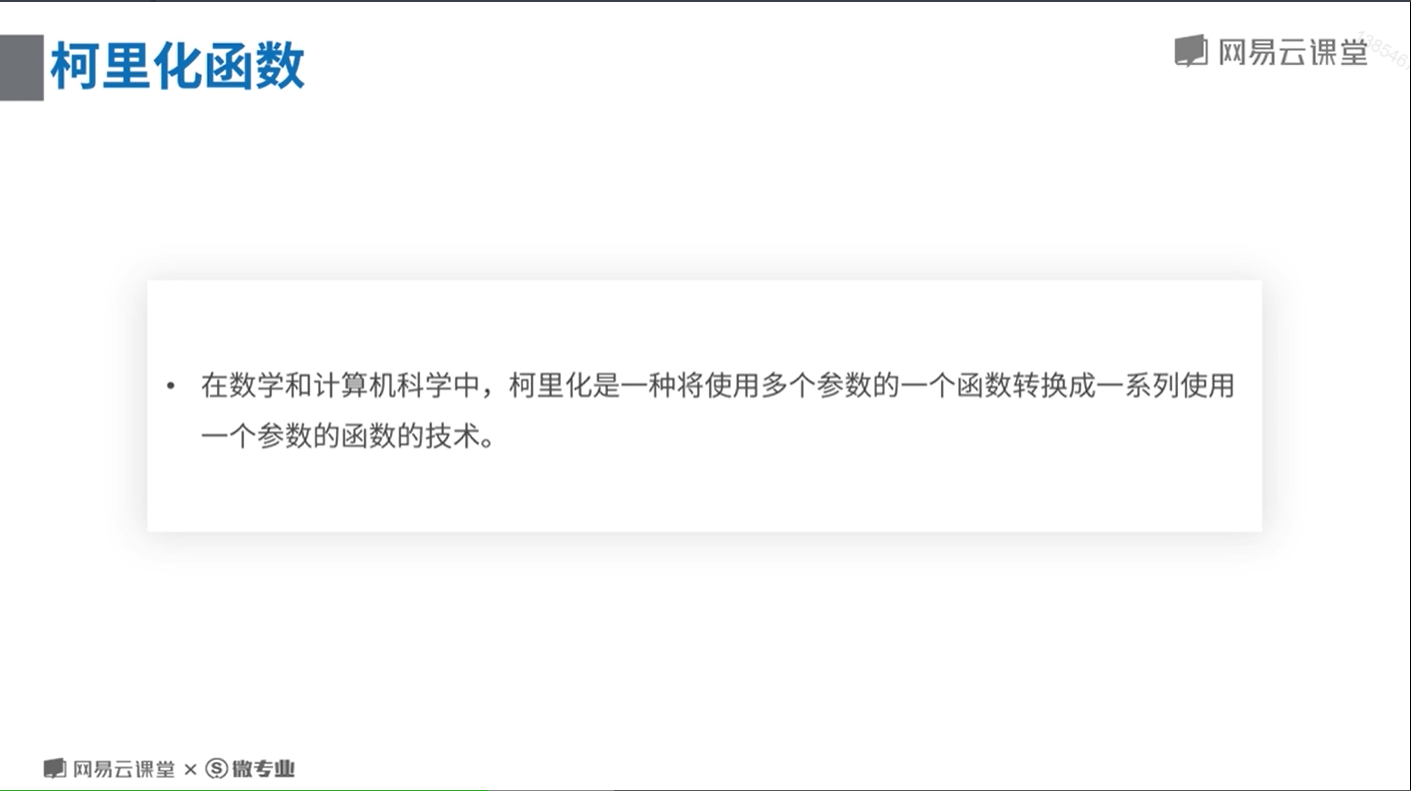 柯里化函数
网易云课堂
• 在数学和计算机科学中，柯里化是一种将使用多个参数的一个函数转换成一系列使用
一个参数的函数的技术。
网易云课堂 × Ⓢ 微专业